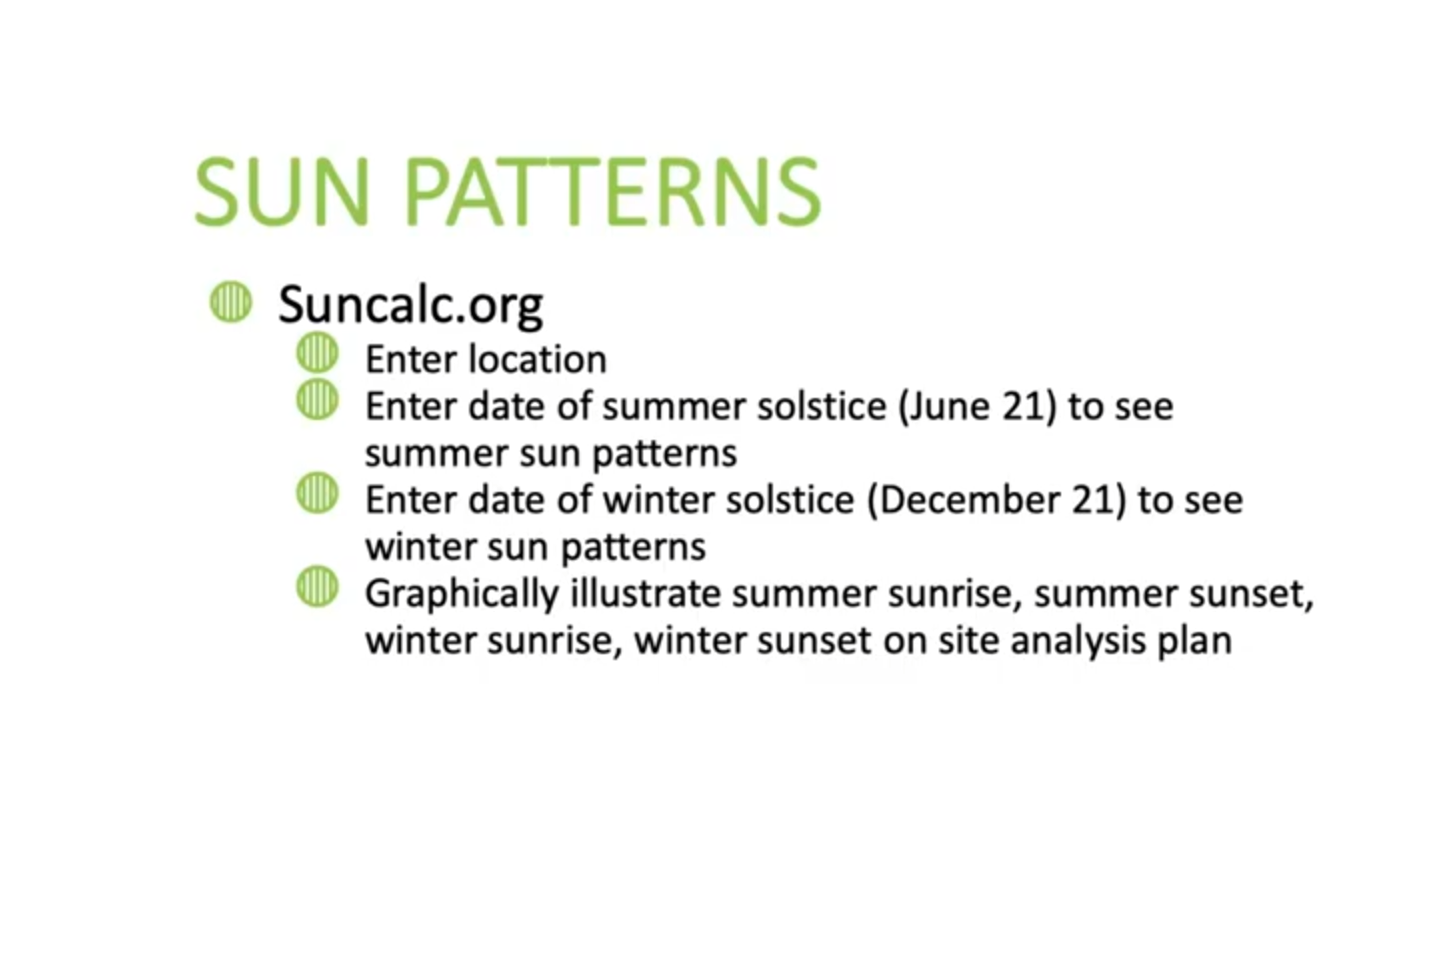 SUN PATTERNS
Suncalc.org
Enter location
Enter date of summer solstice (June 21) to see
summer sun patterns
Enter date of winter solstice (December 21) to see
winter sun patterns
Graphically illustrate summer sunrise, summer sunset,
winter sunrise, winter sunset on site analysis plan